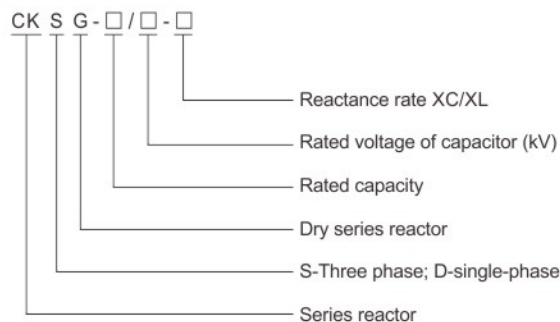 CK S G - □ / □ - □
Reactance rate XC/XL
Rated voltage of capacitor (kV)
Rated capacity
Dry series reactor
S-Three phase; D-single-phase
Series reactor